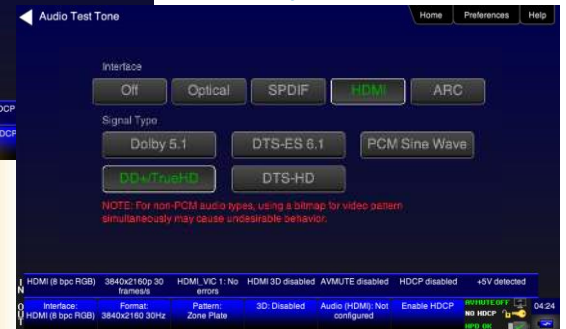 Audio Test Tone
Home Preferences Help
Interface
Off Optical SPDIF HDMI ARC
Signal Type
Dolby 5.1 DTS-ES 6.1 PCM Sine Wave
DD+/TrueHD DTS-HD
NOTE: For non-PCM audio types, using a bitmap for video pattern
simultaneously may cause undesirable behavior.
IN
HDMI (8 bpc RGB) 3840x2160p 30 HDMI_VIC 1: No HDMI 3D disabled AVMUTE disabled HDCP disabled +5V detected
frames/s errors
OUT
Interface: Format: Pattern: 3D: Disabled Audio (HDMI): Not Enable HDCP AVMUTE OFF
HDMI (8 bpc RGB) 3840x2160 30Hz Zone Plate configured NO HDCP 04:24
HPD OK
DCP
DCP